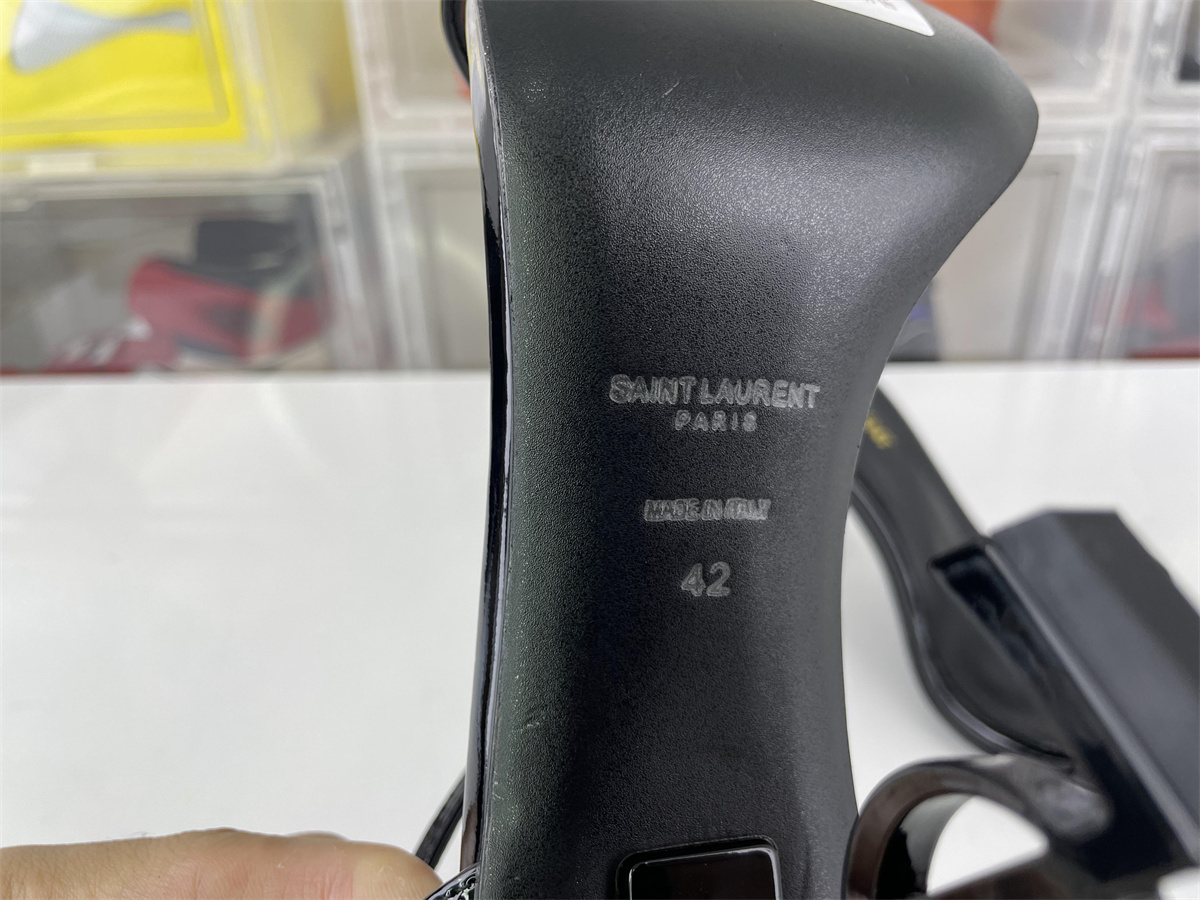 SAINT LAURENT
PARIS
MADE IN ITALY
42